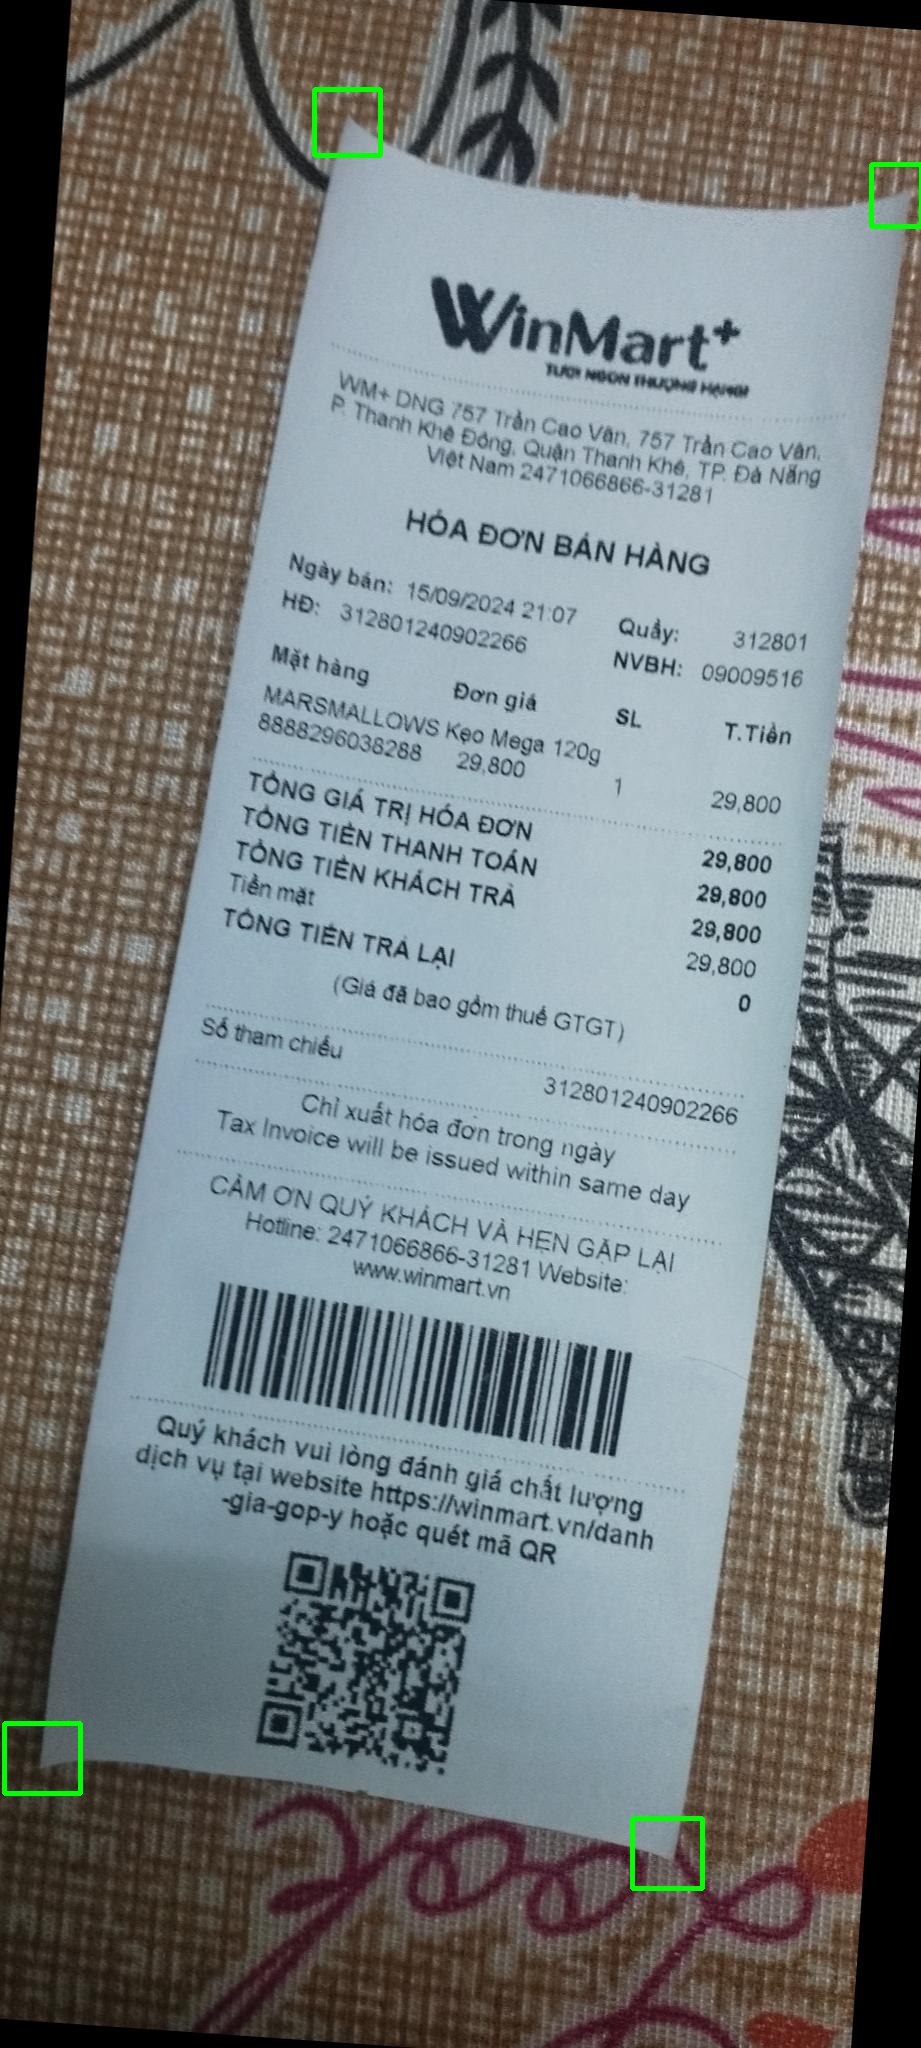 WinMart+
TƯƠI NGON THƯỢNG HẠNG!
WM+ DNG 757 Trần Cao Vân, 757 Trần Cao Vân,
P. Thanh Khê Đông, Quận Thanh Khê, TP. Đà Nẵng
Việt Nam 2471066866-31281
HÓA ĐƠN BÁN HÀNG
Ngày bán: 15/09/2024 21:07 Quầy: 312801
HĐ: 312801240902266 NVBH: 09009516
Mặt hàng Đơn giá SL T.Tiền
MARSMALLOWS Kẹo Mega 120g
8888296038288 29,800 1 29,800
TỔNG GIÁ TRỊ HÓA ĐƠN 29,800
TỔNG TIỀN THANH TOÁN 29,800
TỔNG TIỀN KHÁCH TRẢ 29,800
Tiền mặt 29,800
TỔNG TIỀN TRẢ LẠI 0
(Giá đã bao gồm thuế GTGT)
Số tham chiếu 312801240902266
Chỉ xuất hóa đơn trong ngày
Tax Invoice will be issued within same day
CẢM ƠN QUÝ KHÁCH VÀ HẸN GẶP LẠI
Hotline: 2471066866-31281 Website:
www.winmart.vn
Quý khách vui lòng đánh giá chất lượng
dịch vụ tại website https://winmart.vn/danh
-gia-gop-y hoặc quét mã QR